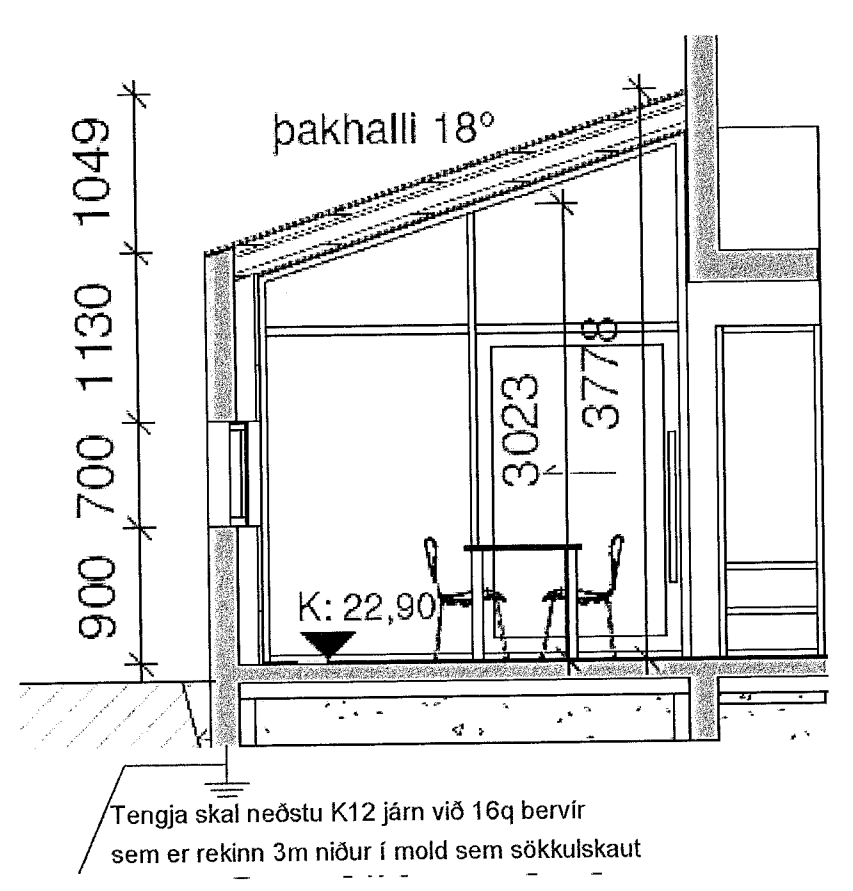 þakhalli 18º
1049
1130
700
900
3023
3778
K: 22,90
Tengja skal neðstu K12 járn við 16q bervír
sem er rekinn 3m niður í mold sem sökkulskaut